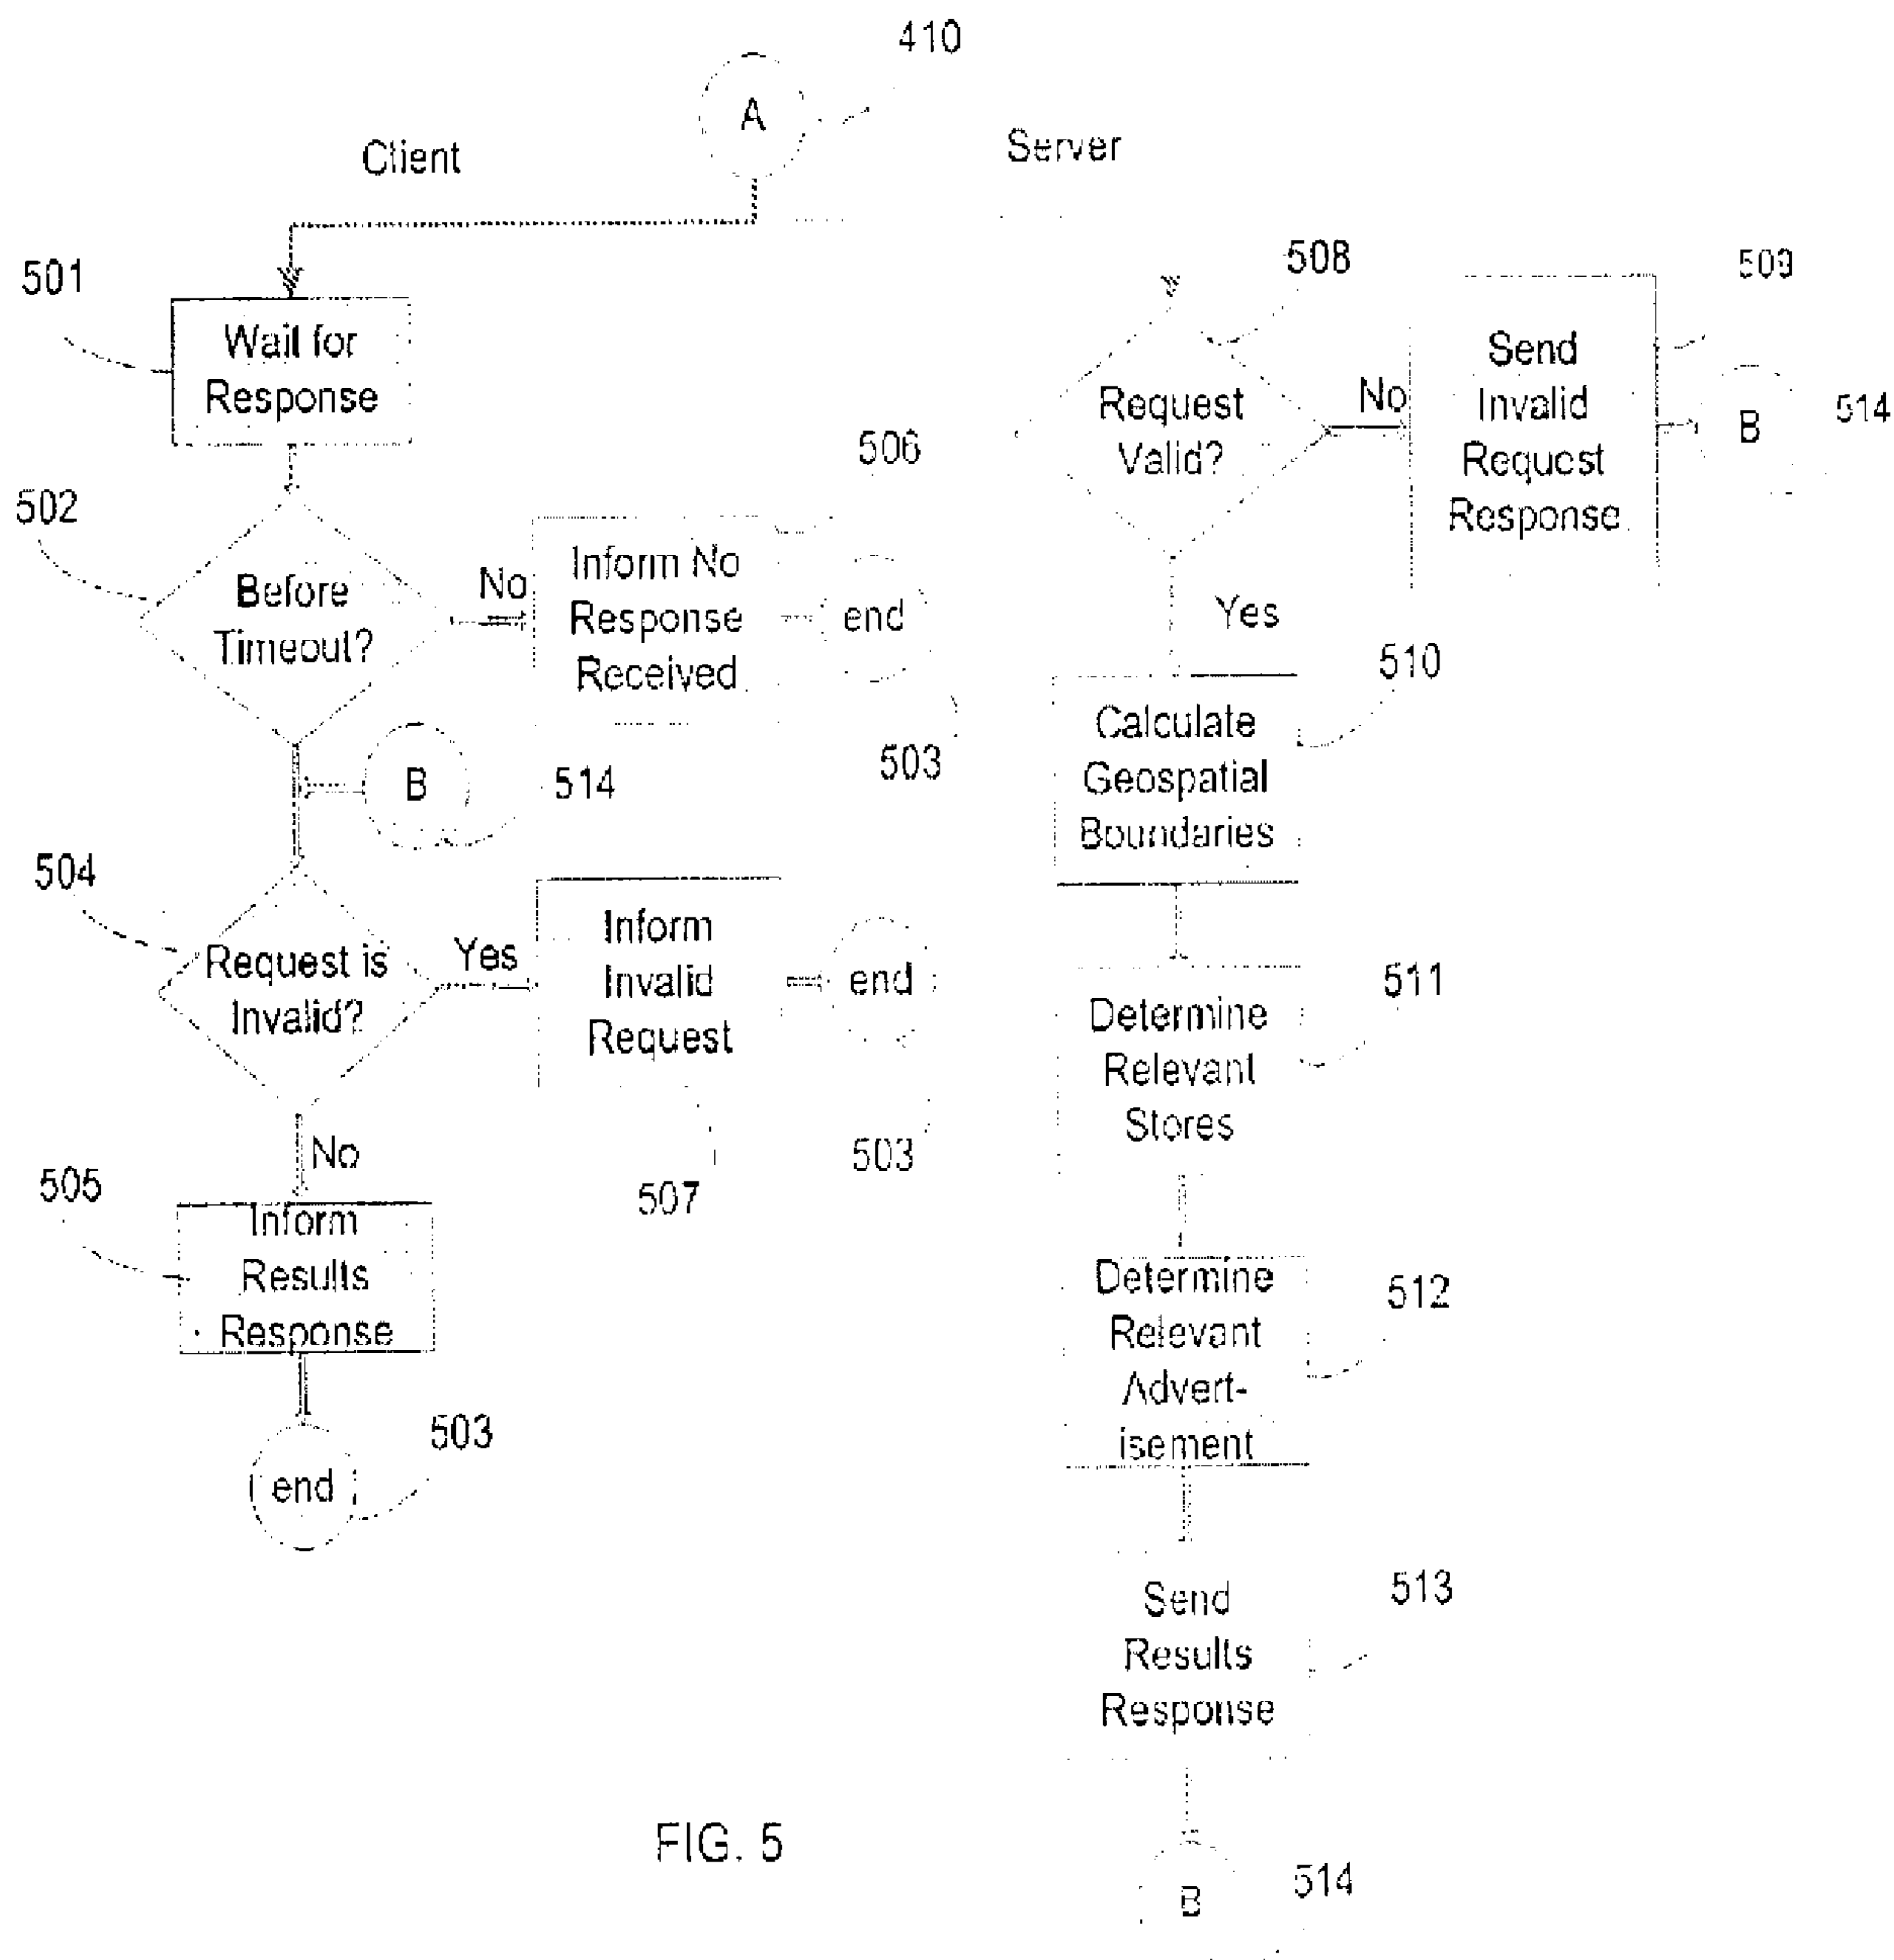 410
A
Client
Server
501
Wait for
Response
502
Before
Timeout?
No
506
Inform No
Response
Received
end
503
B
514
504
Request is
Invalid?
Yes
Inform
Invalid
Request
end
503
507
No
505
Inform
Results
Response
end
503
508
Request
Valid?
No
509
Send
Invalid
Request
Response
B
514
Yes
510
Calculate
Geospatial
Boundaries
511
Determine
Relevant
Stores
512
Determine
Relevant
Advert-
isement
513
Send
Results
Response
B
514
FIG. 5